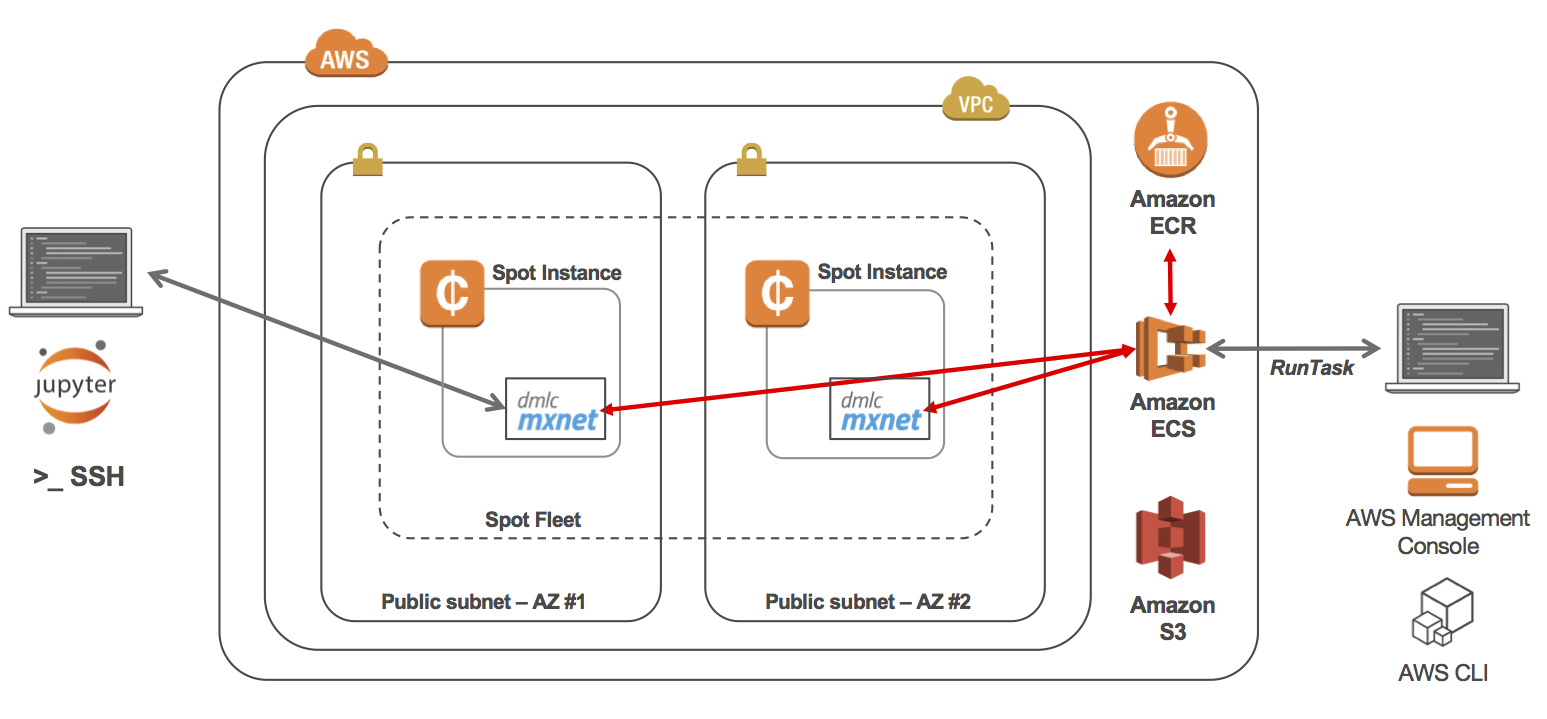 AWS
VPC
Amazon
ECR
Spot Instance
Spot Instance
jupyter
>_ SSH
dmlc
mxnet
dmlc
mxnet
RunTask
Amazon
ECS
AWS Management
Console
Spot Fleet
Public subnet – AZ #1
Public subnet – AZ #2
Amazon
S3
AWS CLI